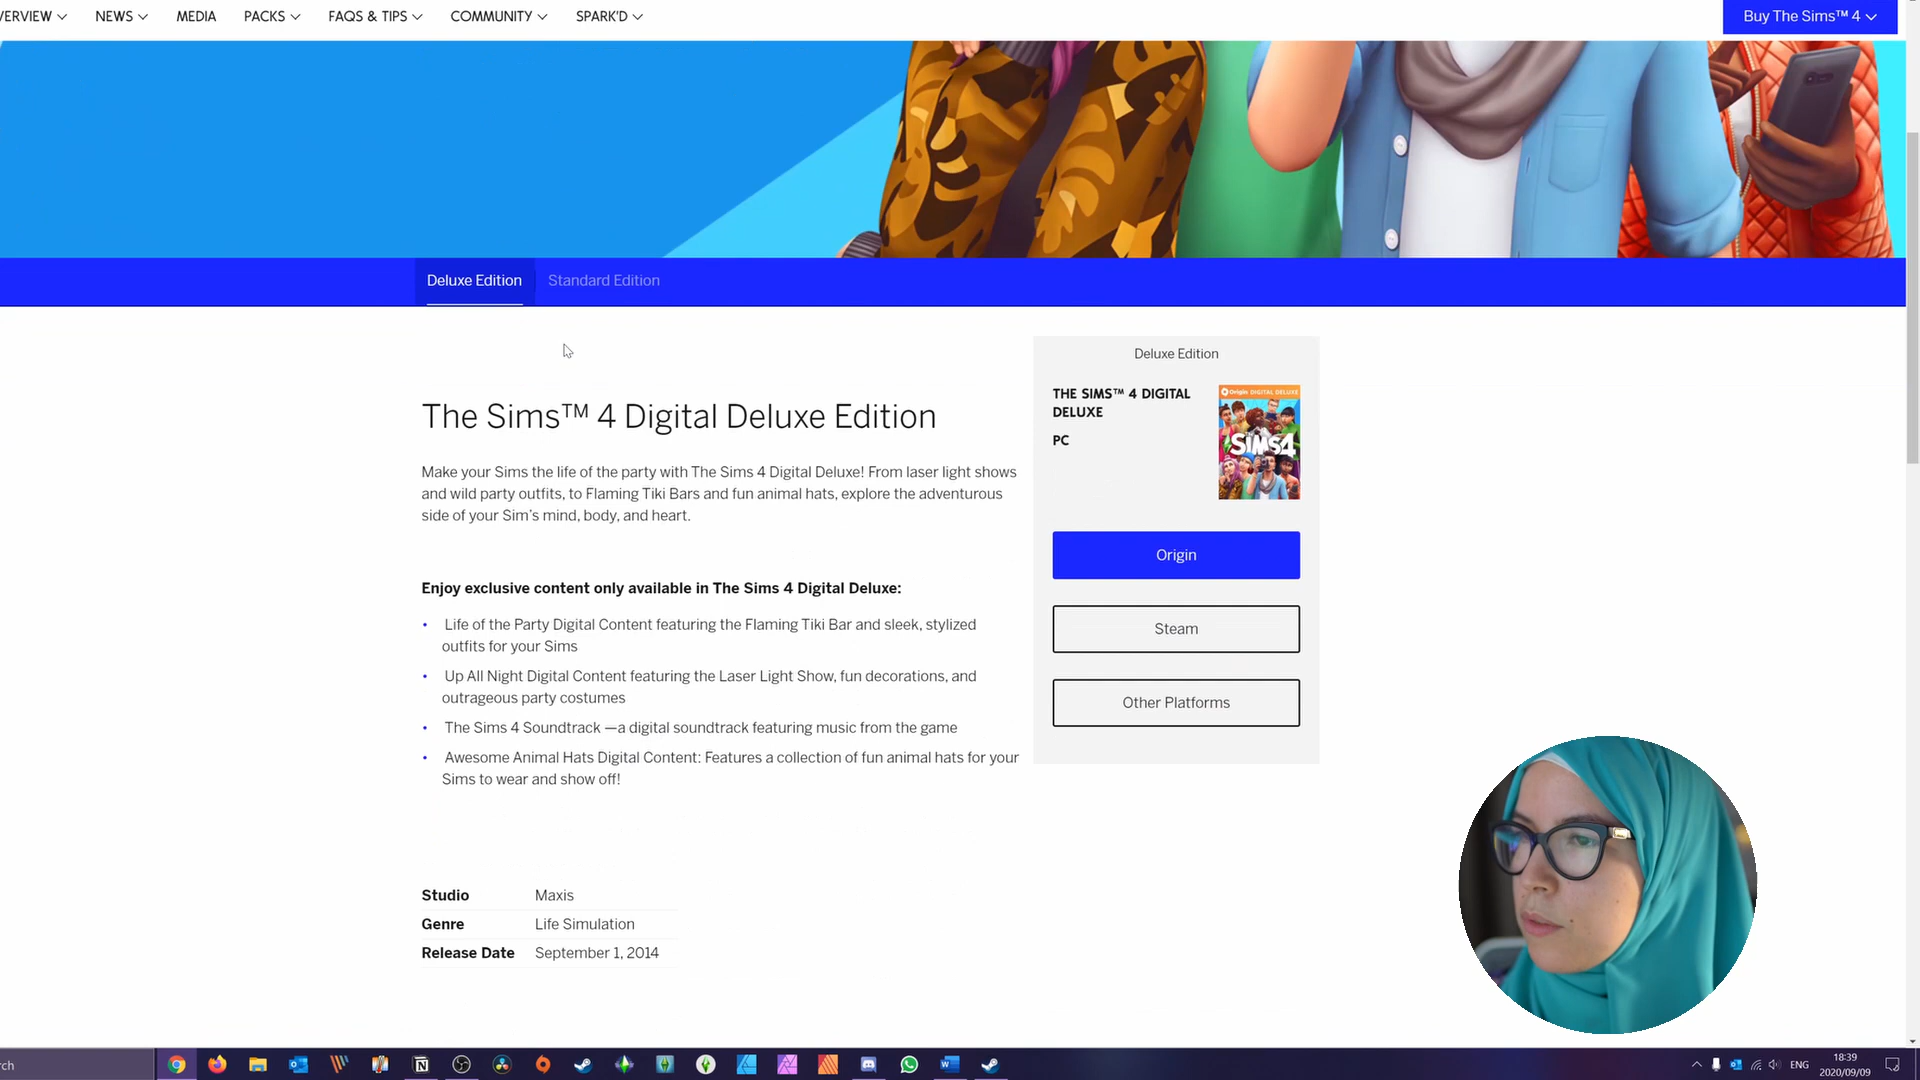 VERVIEW NEWS MEDIA PACKS FAQS & TIPS COMMUNITY SPARK'D Buy The Sims™ 4
Deluxe Edition Standard Edition
Deluxe Edition
THE SIMS™ 4 DIGITAL
DELUXE
PC
Origin DIGITAL DELUXE
THE SIMS 4
The Sims™ 4 Digital Deluxe Edition
Make your Sims the life of the party with The Sims 4 Digital Deluxe! From laser light shows
and wild party outfits, to Flaming Tiki Bars and fun animal hats, explore the adventurous
side of your Sim's mind, body, and heart.
Origin
Steam
Other Platforms
Enjoy exclusive content only available in The Sims 4 Digital Deluxe:
• Life of the Party Digital Content featuring the Flaming Tiki Bar and sleek, stylized
outfits for your Sims
• Up All Night Digital Content featuring the Laser Light Show, fun decorations, and
outrageous party costumes
• The Sims 4 Soundtrack —a digital soundtrack featuring music from the game
• Awesome Animal Hats Digital Content: Features a collection of fun animal hats for your
Sims to wear and show off!
Studio Maxis
Genre Life Simulation
Release Date September 1, 2014
rch
ENG
18:39
2020/09/09